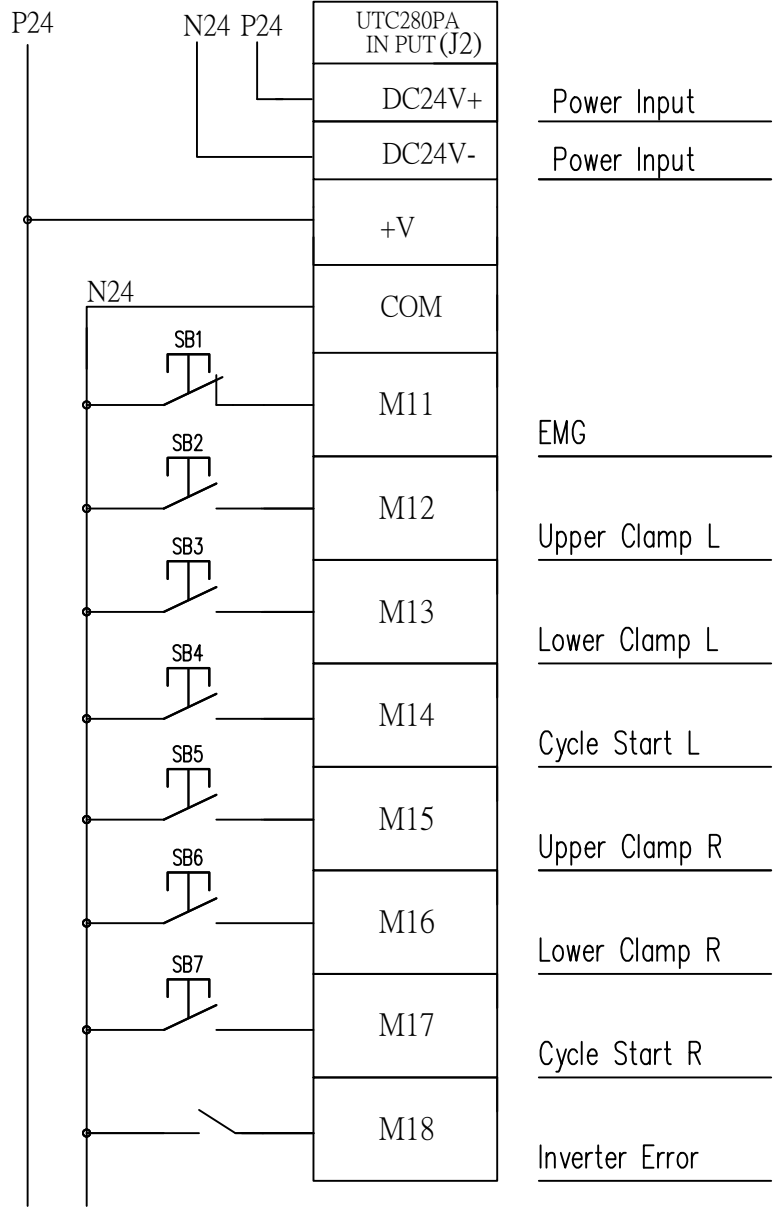 P24
N24 P24
UTC280PA
IN PUT(J2)
DC24V+
Power Input
DC24V-
Power Input
+V
N24
COM
SB1
M11
EMG
SB2
M12
Upper Clamp L
SB3
M13
Lower Clamp L
SB4
M14
Cycle Start L
SB5
M15
Upper Clamp R
SB6
M16
Lower Clamp R
SB7
M17
Cycle Start R
M18
Inverter Error